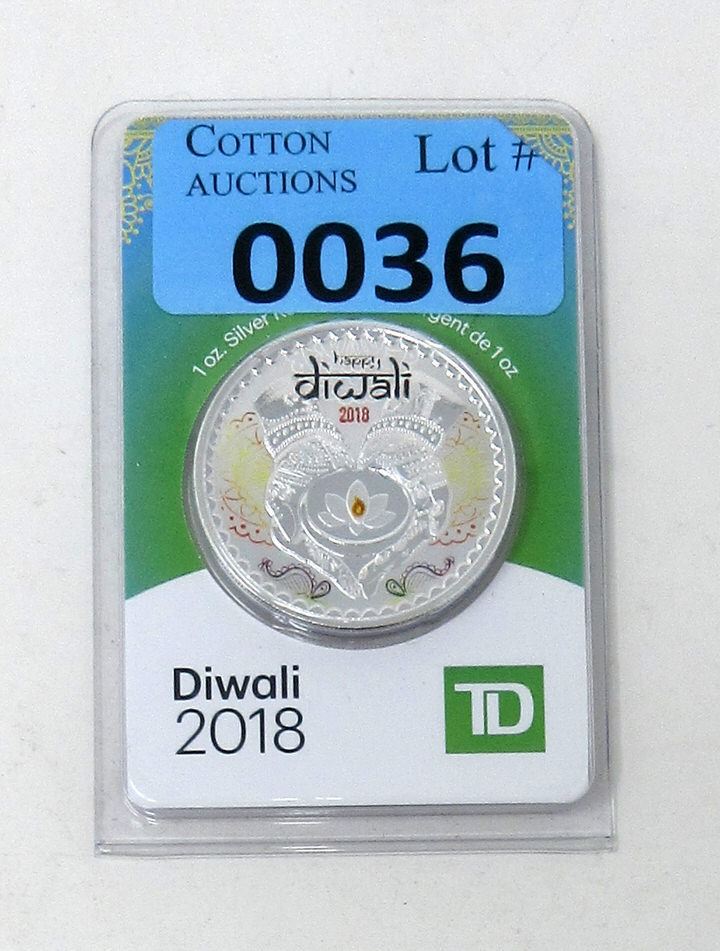 COTTON
AUCTIONS
Lot #
0036
1 oz. Silver
gent de 1 oz
happy
diwali
2018
Diwali
2018
TD